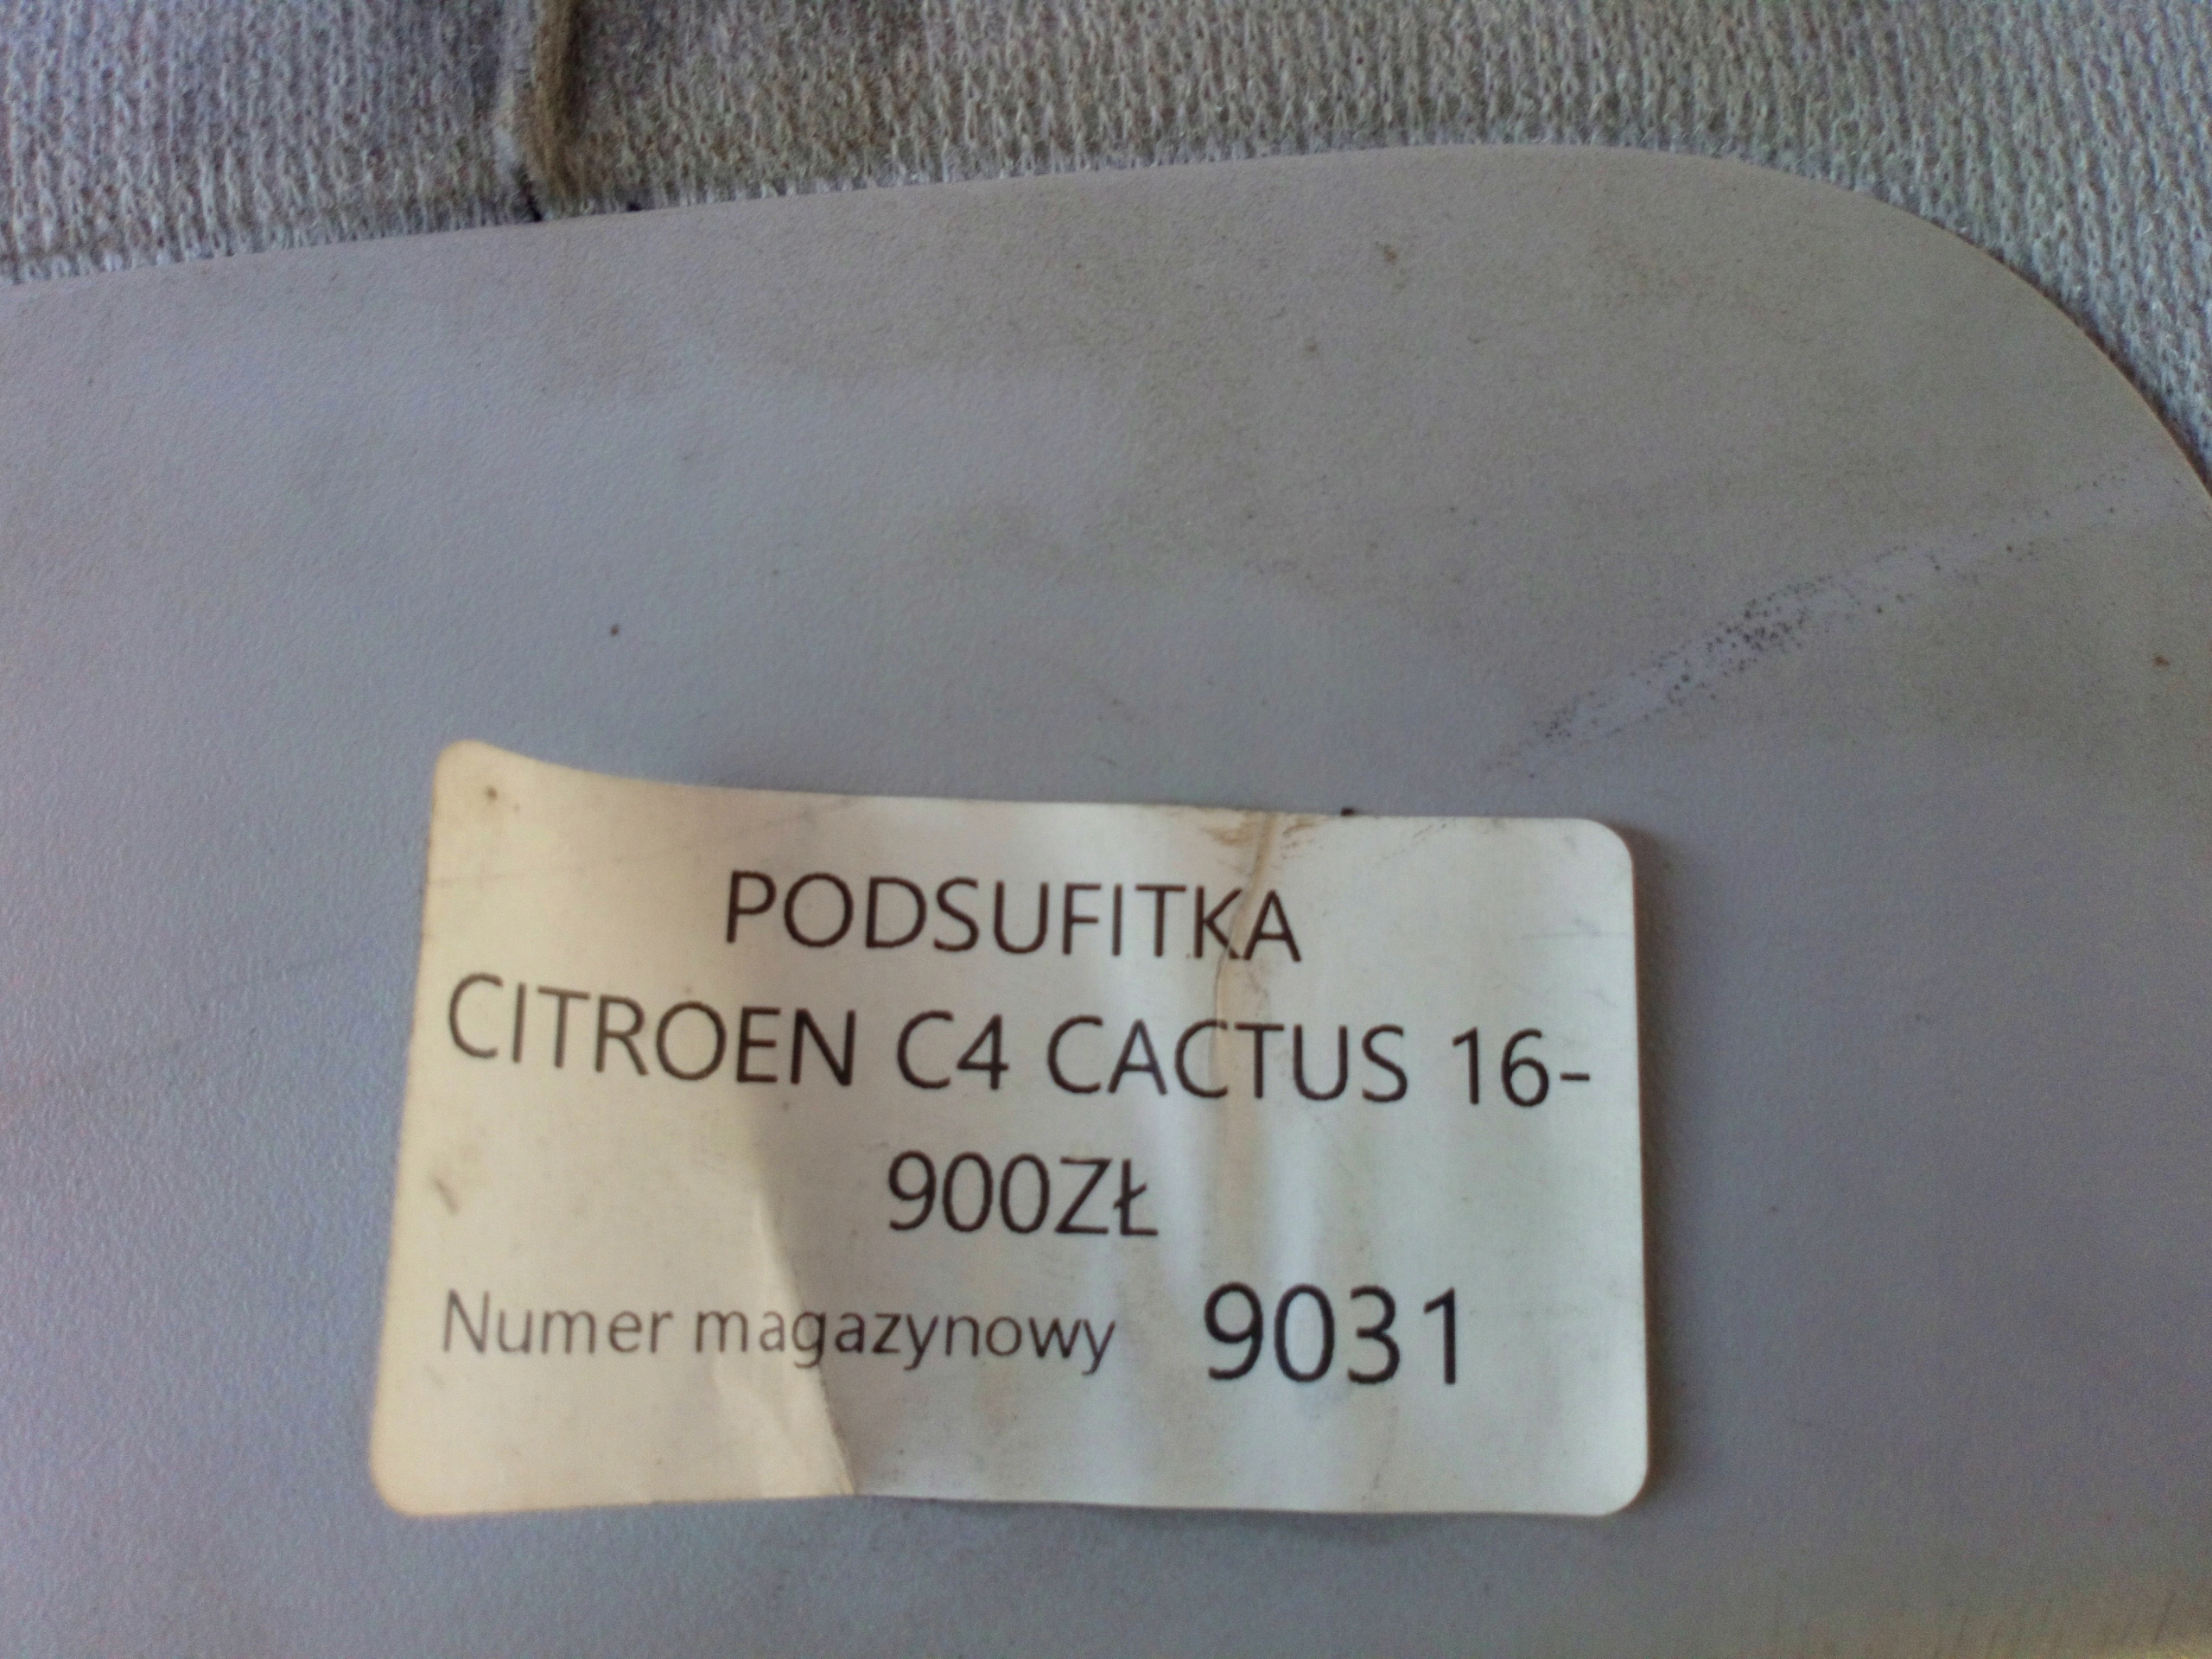 PODSUFITKA
CITROEN C4 CACTUS 16-
900ZŁ
Numer magazynowy 9031